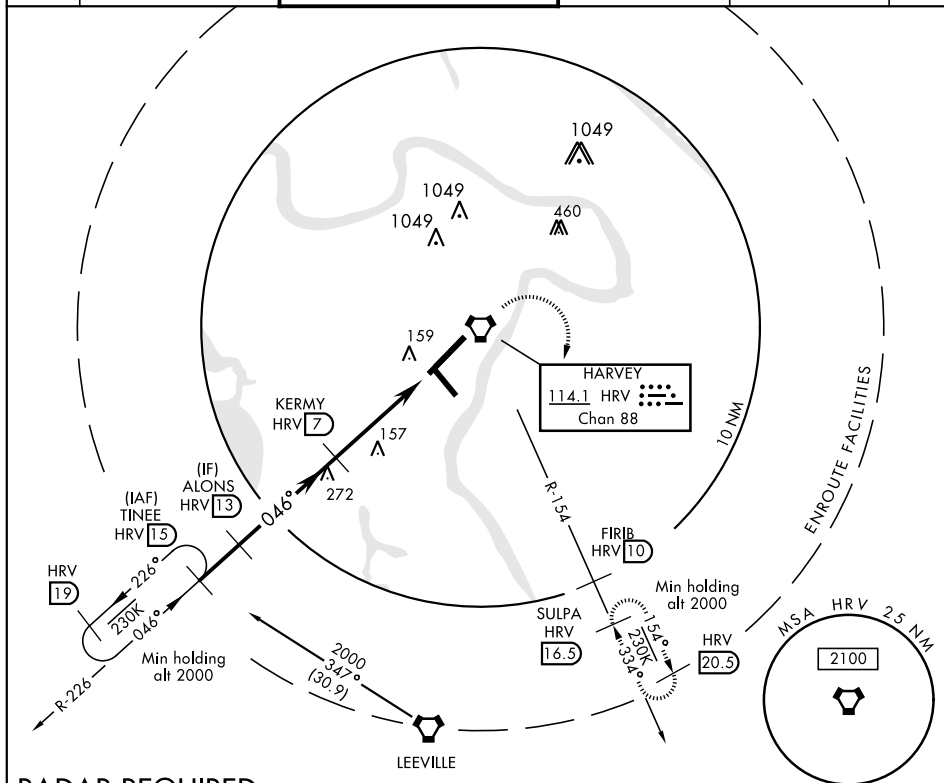 1049
1049
1049
460
159
HARVEY
114.1 HRV
Chan 88
KERMY
HRV 7
157
272
(IF)
ALONS
HRV 13
(IAF)
TINEE
HRV 15
046°
10 NM
ENROUTE FACILITIES
R-154
FIRIB
HRV 10
HRV
19
226°
230K
046°
Min holding
alt 2000
R-226
Min holding
alt 2000
SULPA
HRV
16.5
154°
230K
334°
HRV
20.5
2000
347°
(30.9)
LEEVILLE
MSA HRV 25 NM
2100
RADAR REQUIRED